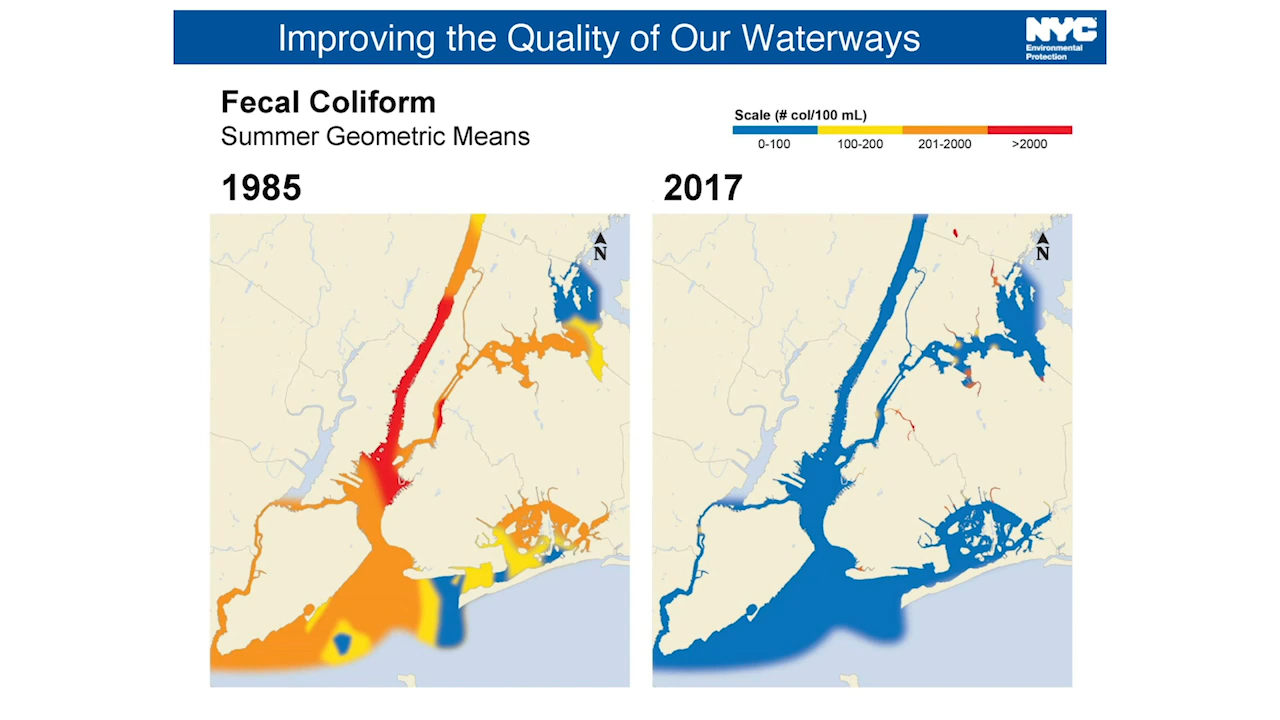 Improving the Quality of Our Waterways
NYC
Environmental
Protection
Fecal Coliform
Summer Geometric Means
Scale (# col/100 mL)
0-100 100-200 201-2000 >2000
1985 2017
N N